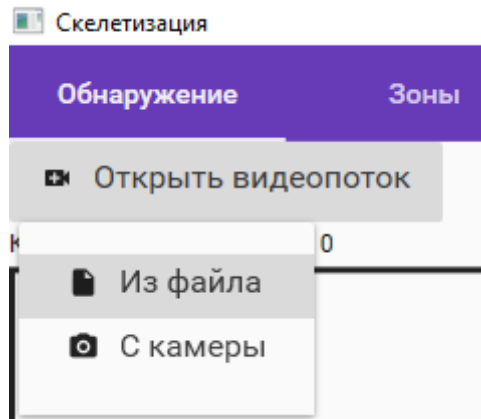 Скелетизация
Обнаружение Зоны
Открыть видеопоток
0
Из файла
С камеры